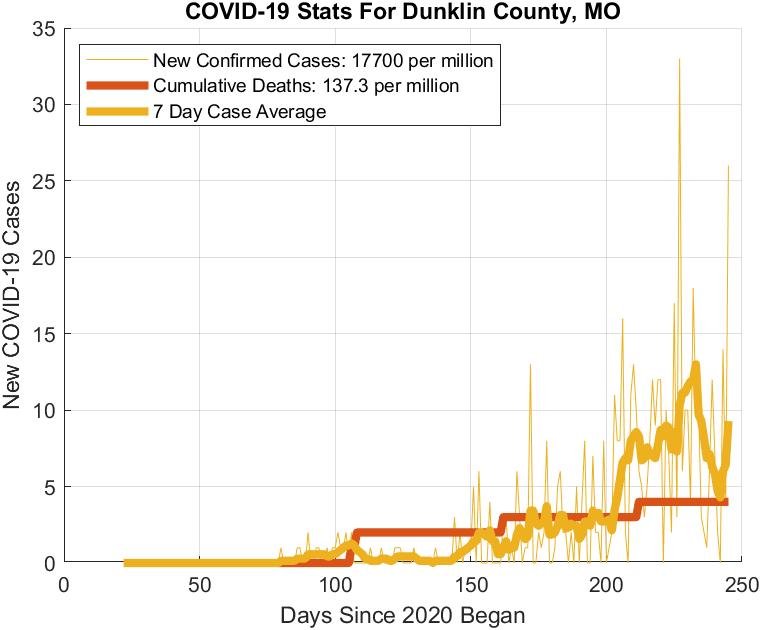 COVID-19 Stats For Dunklin County, MO
New Confirmed Cases: 17700 per million
Cumulative Deaths: 137.3 per million
7 Day Case Average
New COVID-19 Cases
35
30
25
20
15
10
5
0
0 50 100 150 200 250
Days Since 2020 Began